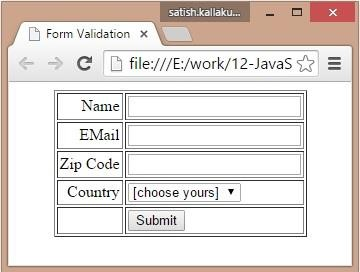 satish.kallaku...
Form Validation
file:///E:/work/12-JavaS
Name
EMail
Zip Code
Country [choose yours]
Submit